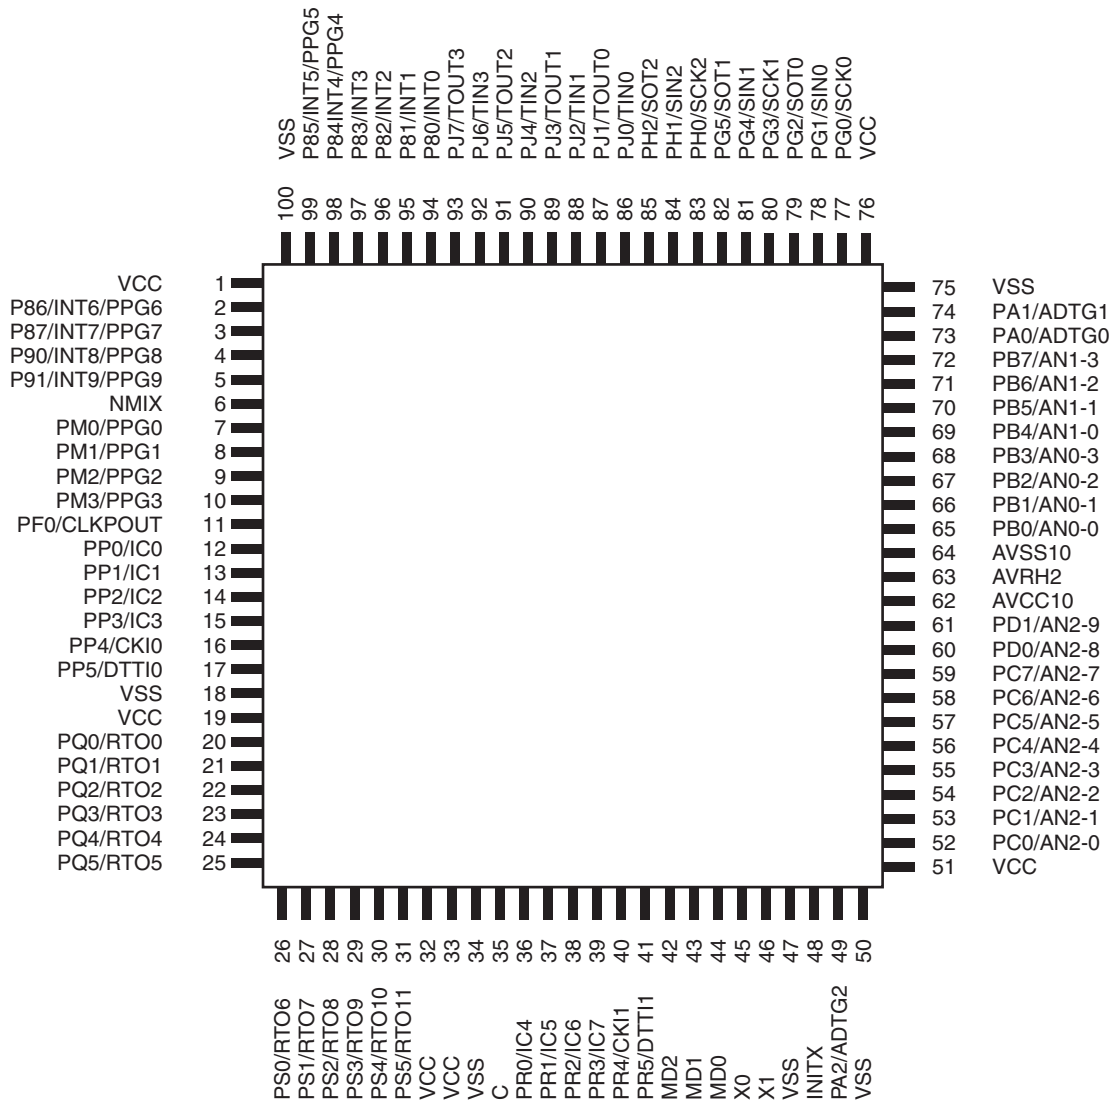 VSS
P85/INT5/PPG5
P84INT4/PPG4
P83/INT3
P82/INT2
P81/INT1
P80/INT0
PJ7/TOUT3
PJ6/TIN3
PJ5/TOUT2
PJ4/TIN2
PJ3/TOUT1
PJ2/TIN1
PJ1/TOUT0
PJ0/TIN0
PH2/SOT2
PH1/SIN2
PH0/SCK2
PG5/SOT1
PG4/SIN1
PG3/SCK1
PG2/SOT0
PG1/SIN0
PG0/SCK0
VCC
100
99
98
97
96
95
94
93
92
91
90
89
88
87
86
85
84
83
82
81
80
79
78
77
76
VCC 1
P86/INT6/PPG6 2
P87/INT7/PPG7 3
P90/INT8/PPG8 4
P91/INT9/PPG9 5
NMIX 6
PM0/PPG0 7
PM1/PPG1 8
PM2/PPG2 9
PM3/PPG3 10
PF0/CLKPOUT 11
PP0/IC0 12
PP1/IC1 13
PP2/IC2 14
PP3/IC3 15
PP4/CKI0 16
PP5/DTTI0 17
VSS 18
VCC 19
PQ0/RTO0 20
PQ1/RTO1 21
PQ2/RTO2 22
PQ3/RTO3 23
PQ4/RTO4 24
PQ5/RTO5 25
75 VSS
74 PA1/ADTG1
73 PA0/ADTG0
72 PB7/AN1-3
71 PB6/AN1-2
70 PB5/AN1-1
69 PB4/AN1-0
68 PB3/AN0-3
67 PB2/AN0-2
66 PB1/AN0-1
65 PB0/AN0-0
64 AVSS10
63 AVRH2
62 AVCC10
61 PD1/AN2-9
60 PD0/AN2-8
59 PC7/AN2-7
58 PC6/AN2-6
57 PC5/AN2-5
56 PC4/AN2-4
55 PC3/AN2-3
54 PC2/AN2-2
53 PC1/AN2-1
52 PC0/AN2-0
51 VCC
26
27
28
29
30
31
32
33
34
35
36
37
38
39
40
41
42
43
44
45
46
47
48
49
50
PS0/RTO6
PS1/RTO7
PS2/RTO8
PS3/RTO9
PS4/RTO10
PS5/RTO11
VCC
VCC
VSS
C
PR0/IC4
PR1/IC5
PR2/IC6
PR3/IC7
PR4/CKI1
PR5/DTTI1
MD2
MD1
MD0
X0
X1
VSS
INITX
PA2/ADTG2
VSS